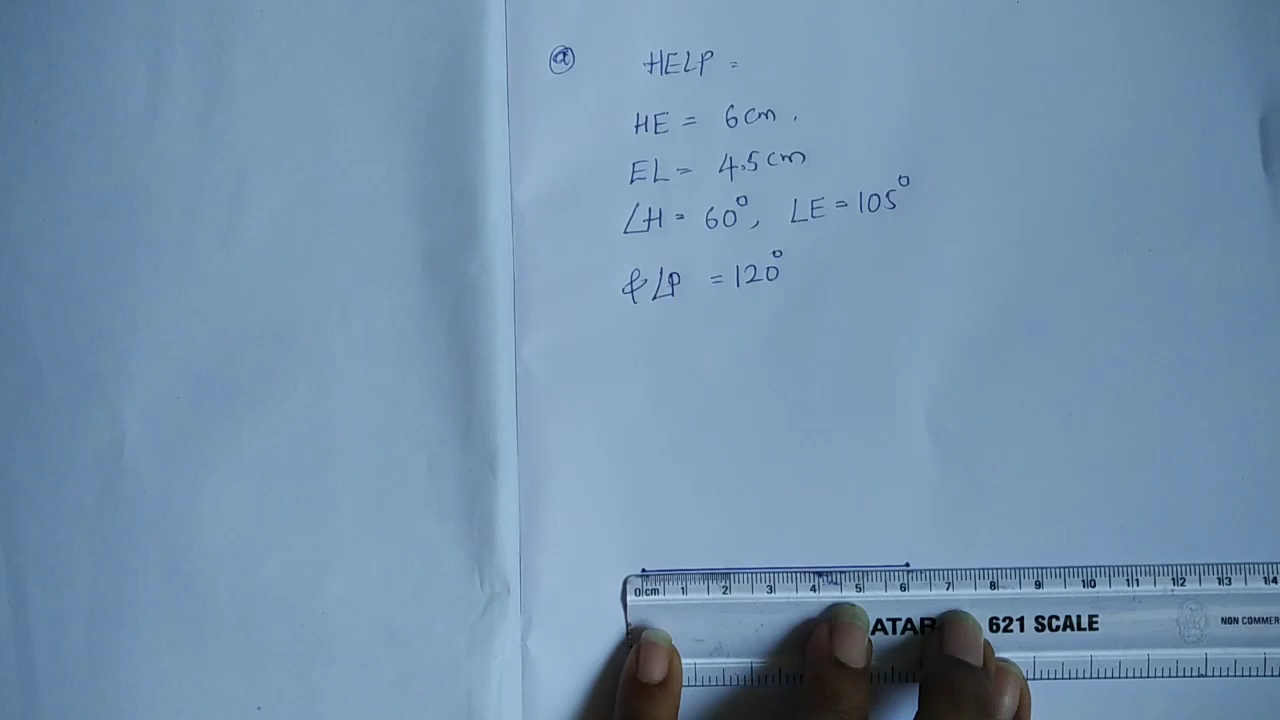 a HELP =
HE = 6cm.
EL = 4.5cm
∠H = 60°, ∠E = 105°
& ∠P = 120°
0 cm 1 2 3 4 5 6 7 8 9 10 11 12 13 14
ATAR 621 SCALE NON COMMER